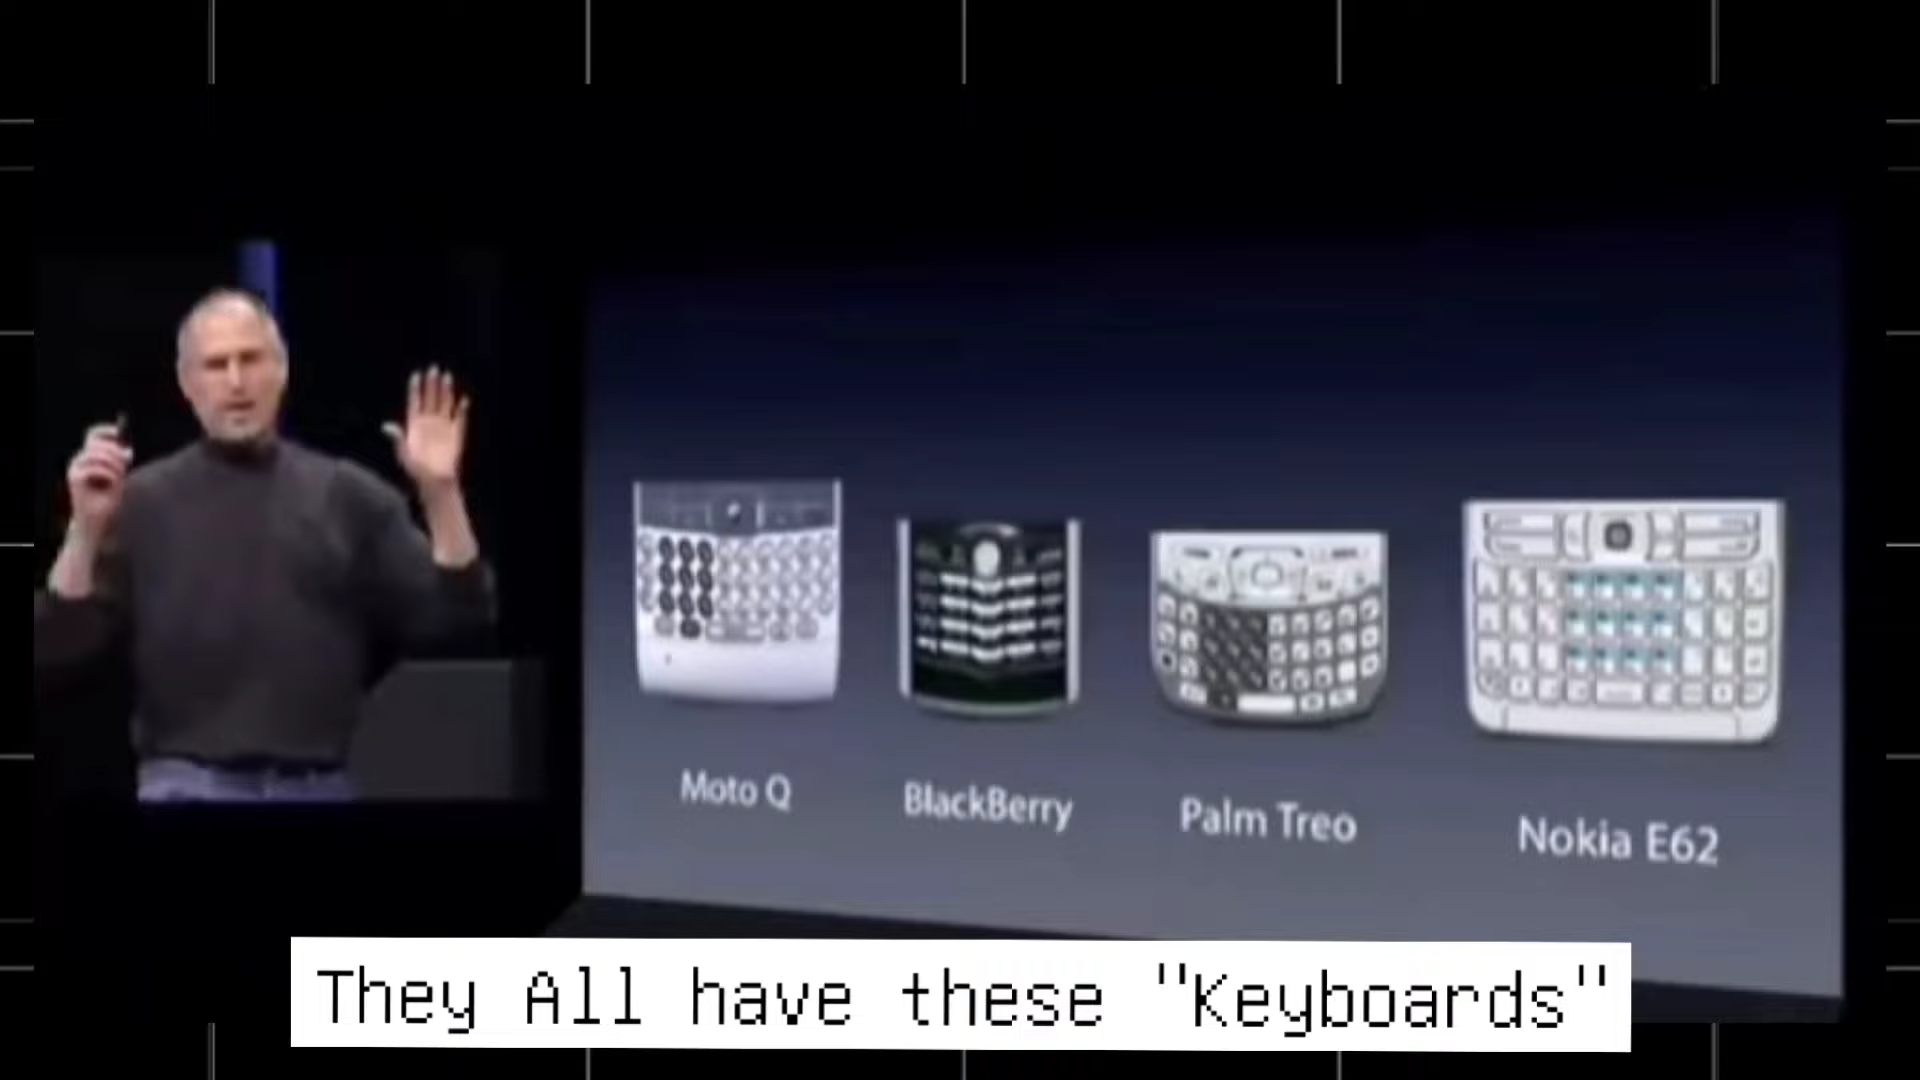 Moto Q
BlackBerry
Palm Treo
Nokia E62
They All have these "Keyboards"